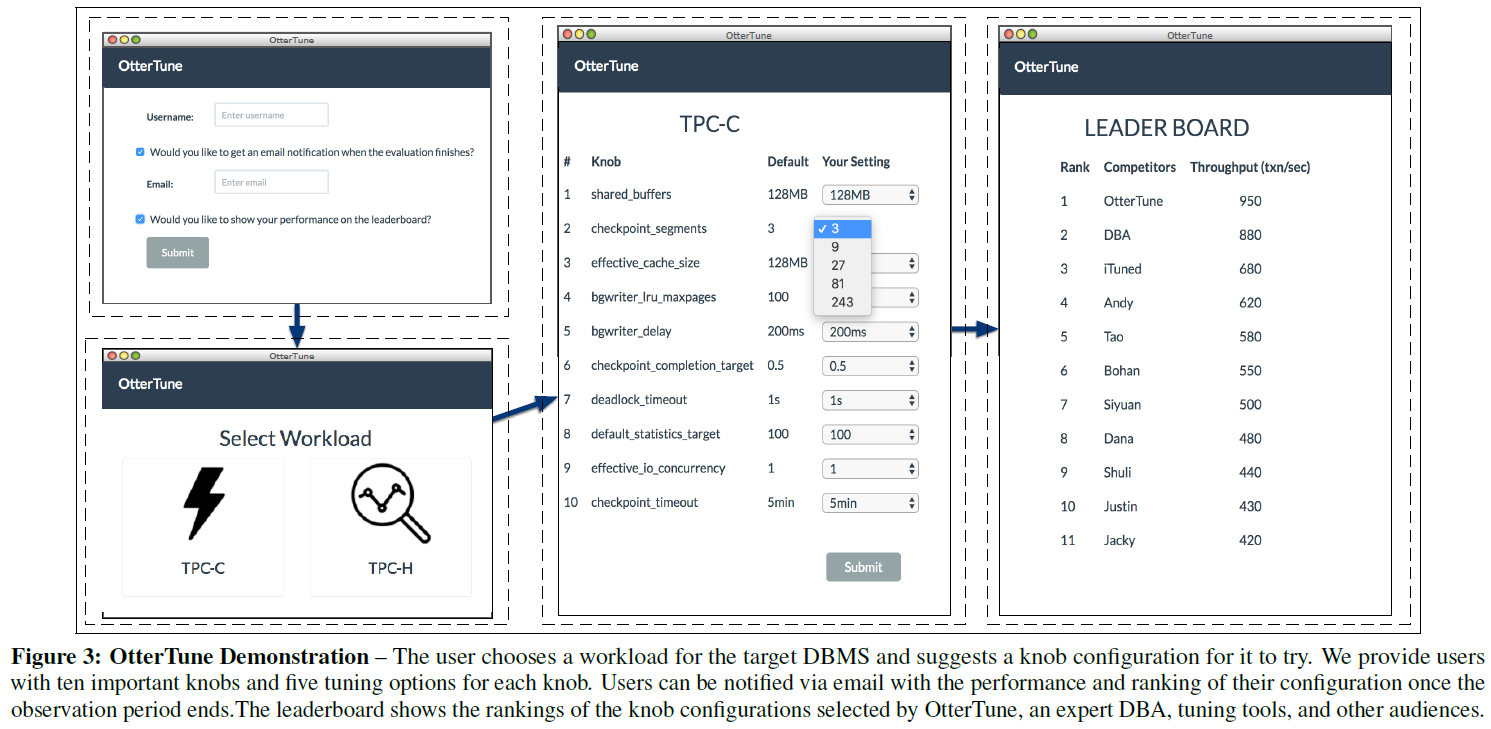 OtterTune
OtterTune
Username: Enter username
Would you like to get an email notification when the evaluation finishes?
Email: Enter email
Would you like to show your performance on the leaderboard?
Submit
OtterTune
OtterTune
Select Workload
TPC-C TPC-H
OtterTune
OtterTune
TPC-C
# Knob Default Your Setting
1 shared_buffers 128MB 128MB
2 checkpoint_segments 3 ✓ 3
9
3 effective_cache_size 128MB 27
81
4 bgwriter_lru_maxpages 100 243
5 bgwriter_delay 200ms 200ms
6 checkpoint_completion_target 0.5 0.5
7 deadlock_timeout 1s 1s
8 default_statistics_target 100 100
9 effective_io_concurrency 1 1
10 checkpoint_timeout 5min 5min
Submit
OtterTune
OtterTune
LEADER BOARD
Rank Competitors Throughput (txn/sec)
1 OtterTune 950
2 DBA 880
3 iTuned 680
4 Andy 620
5 Tao 580
6 Bohan 550
7 Siyuan 500
8 Dana 480
9 Shuli 440
10 Justin 430
11 Jacky 420
Figure 3: OtterTune Demonstration – The user chooses a workload for the target DBMS and suggests a knob configuration for it to try. We provide users
with ten important knobs and five tuning options for each knob. Users can be notified via email with the performance and ranking of their configuration once the
observation period ends.The leaderboard shows the rankings of the knob configurations selected by OtterTune, an expert DBA, tuning tools, and other audiences.